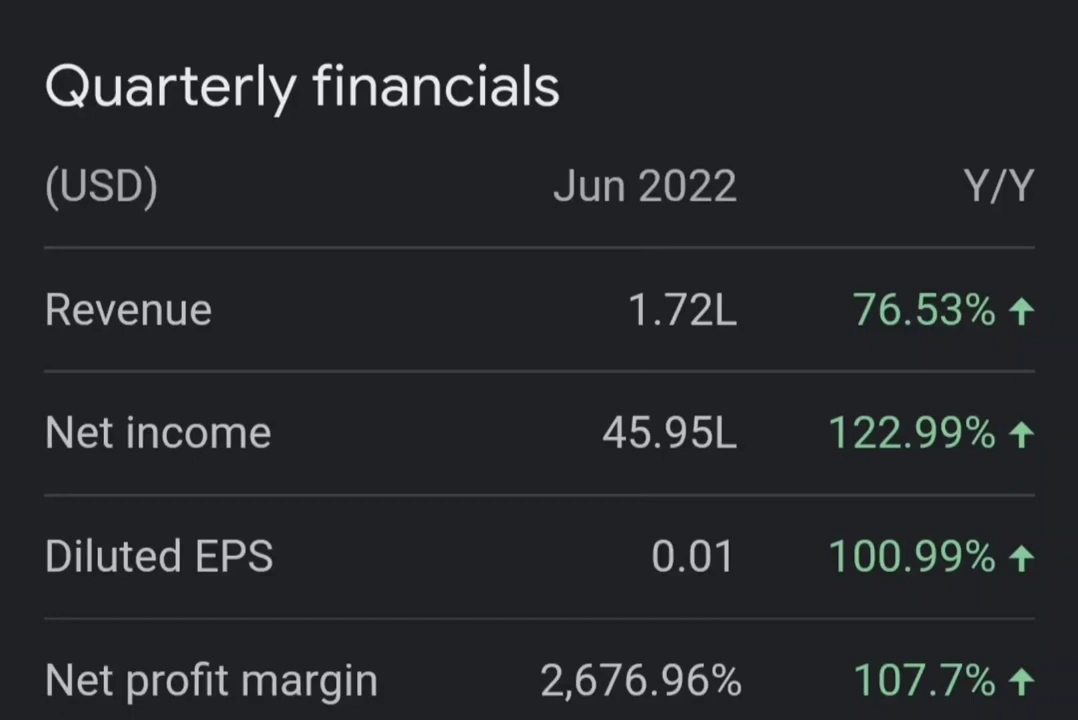 Quarterly financials
(USD) Jun 2022 Y/Y
Revenue 1.72L 76.53% ↑
Net income 45.95L 122.99% ↑
Diluted EPS 0.01 100.99% ↑
Net profit margin 2,676.96% 107.7% ↑